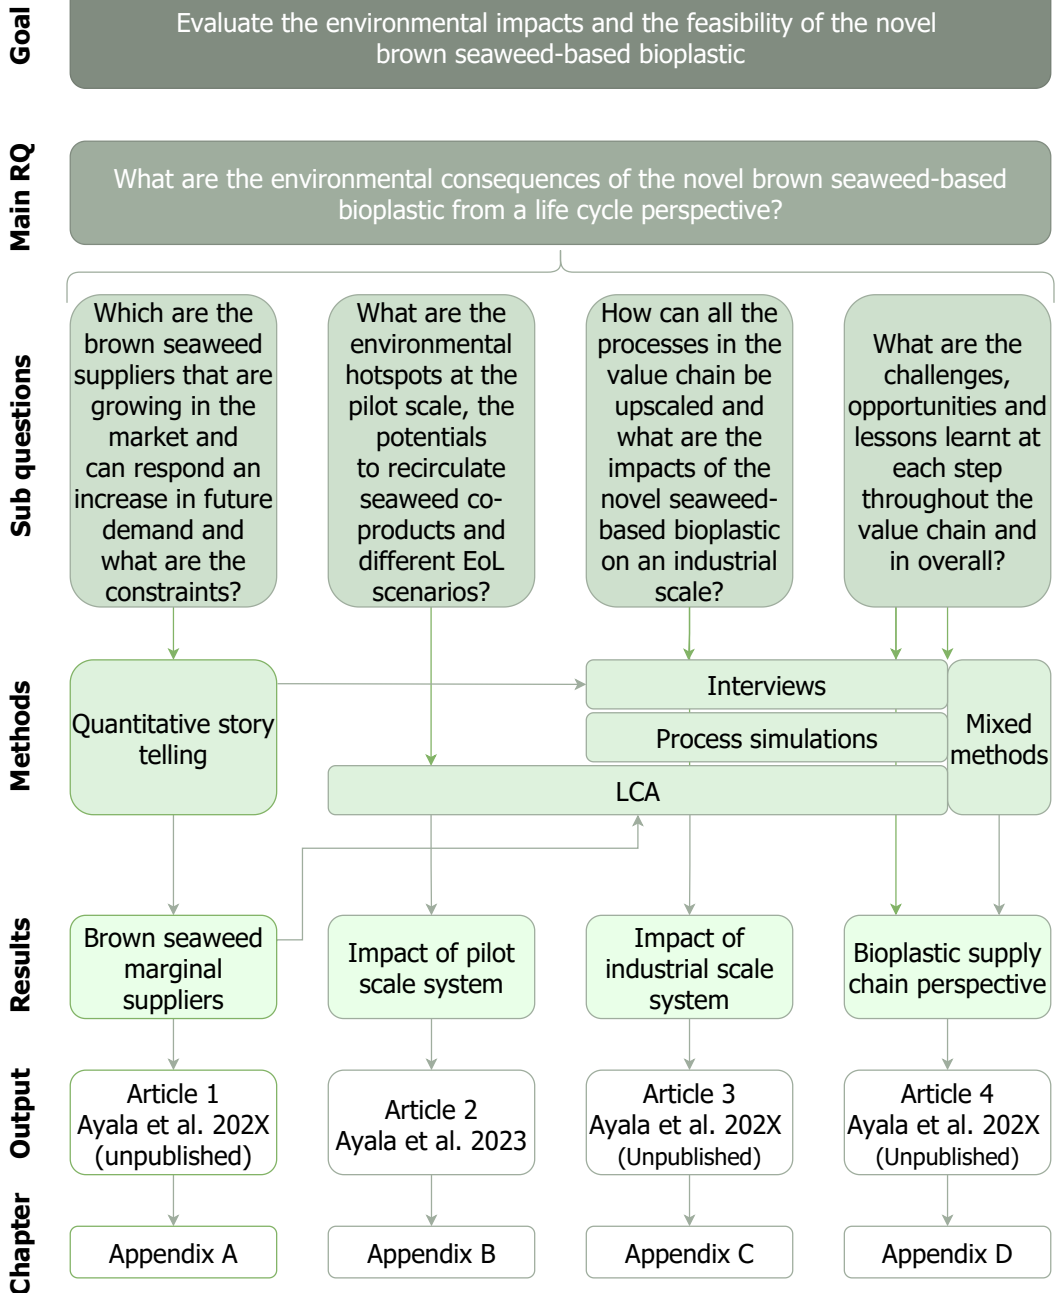 Goal
Evaluate the environmental impacts and the feasibility of the novel
brown seaweed-based bioplastic
Main RQ
What are the environmental consequences of the novel brown seaweed-based
bioplastic from a life cycle perspective?
Sub questions
Which are the
brown seaweed
suppliers that are
growing in the
market and
can respond an
increase in future
demand and
what are the
constraints?
What are the
environmental
hotspots at the
pilot scale, the
potentials
to recirculate
seaweed co-
products and
different EoL
scenarios?
How can all the
processes in the
value chain be
upscaled and
what are the
impacts of the
novel seaweed-
based bioplastic
on an industrial
scale?
What are the
challenges,
opportunities and
lessons learnt at
each step
throughout the
value chain and
in overall?
Methods
Quantitative story
telling
Interviews
Process simulations
LCA
Mixed
methods
Results
Brown seaweed
marginal
suppliers
Impact of pilot
scale system
Impact of
industrial scale
system
Bioplastic supply
chain perspective
Output
Article 1
Ayala et al. 202X
(unpublished)
Article 2
Ayala et al. 2023
Article 3
Ayala et al. 202X
(Unpublished)
Article 4
Ayala et al. 202X
(Unpublished)
Chapter
Appendix A
Appendix B
Appendix C
Appendix D